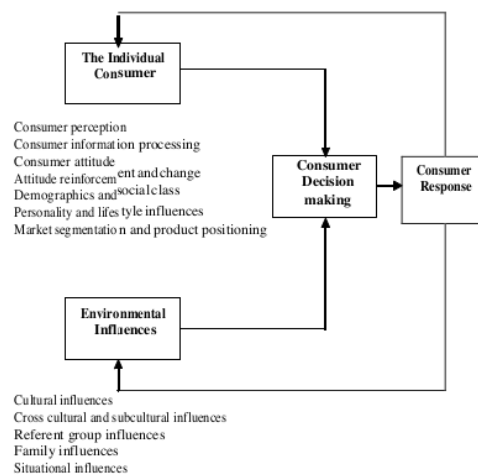 The Individual
Consumer
Consumer perception
Consumer information processing
Consumer attitude
Attitude reinforcement and change
Demographics and social class
Personality and lifestyle influences
Market segmentation and product positioning
Consumer
Decision
making
Consumer
Response
Environmental
Influences
Cultural influences
Cross cultural and subcultural influences
Referent group influences
Family influences
Situational influences